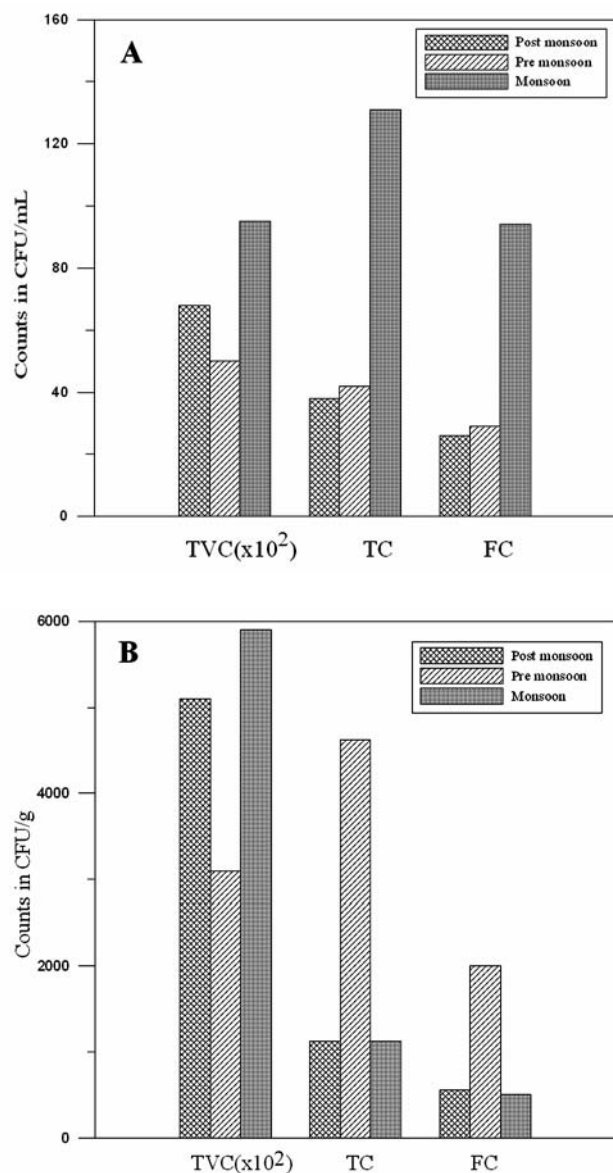 160
A
Post monsoon
Pre monsoon
Monsoon
120
Counts in CFU/mL
80
40
0
TVC(x10²) TC FC
6000
B
Post monsoon
Pre monsoon
Monsoon
4000
Counts in CFU/g
2000
0
TVC(x10²) TC FC